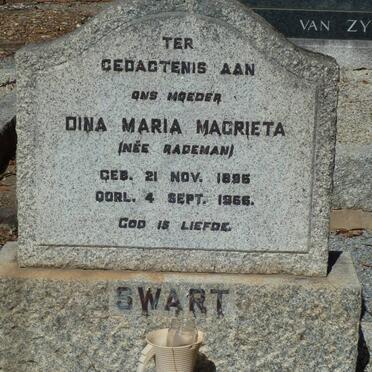 TER
GEDAGTENIS AAN
ONS MOEDER
DINA MARIA MAGRIETA
(NÉE RADEMAN)
GEB. 21 NOV. 1895
OORL. 4 SEPT. 1966.
GOD IS LIEFDE.
SWART
VAN ZY